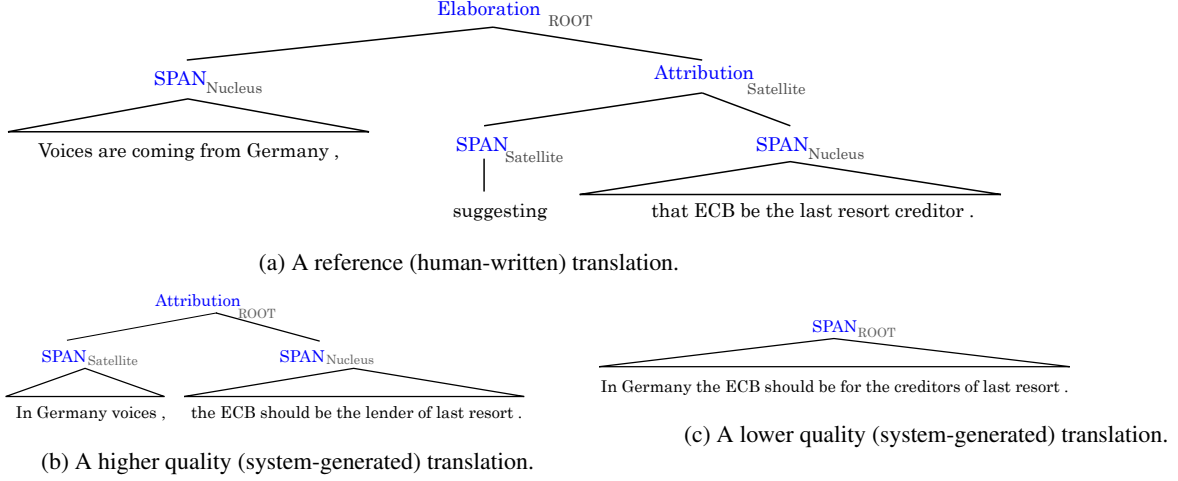 Elaboration ROOT
SPAN Nucleus
Attribution Satellite
Voices are coming from Germany ,
SPAN Satellite
SPAN Nucleus
suggesting
that ECB be the last resort creditor .
(a) A reference (human-written) translation.
Attribution ROOT
SPAN Satellite
SPAN Nucleus
In Germany voices ,
the ECB should be the lender of last resort .
(b) A higher quality (system-generated) translation.
SPAN ROOT
In Germany the ECB should be for the creditors of last resort .
(c) A lower quality (system-generated) translation.